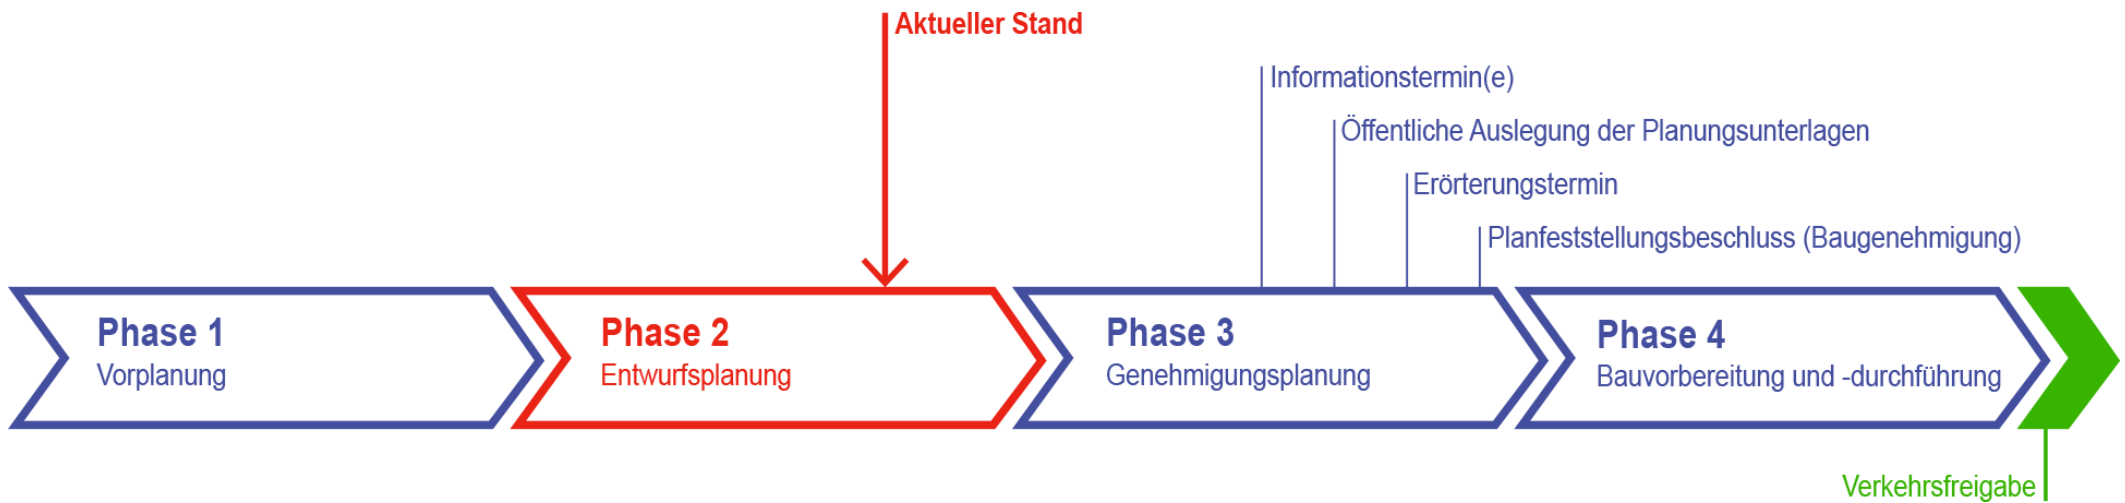 Aktueller Stand
Informationstermin(e)
Öffentliche Auslegung der Planungsunterlagen
Erörterungstermin
Planfeststellungsbeschluss (Baugenehmigung)
Phase 1
Vorplanung
Phase 2
Entwurfsplanung
Phase 3
Genehmigungsplanung
Phase 4
Bauvorbereitung und -durchführung
Verkehrsfreigabe